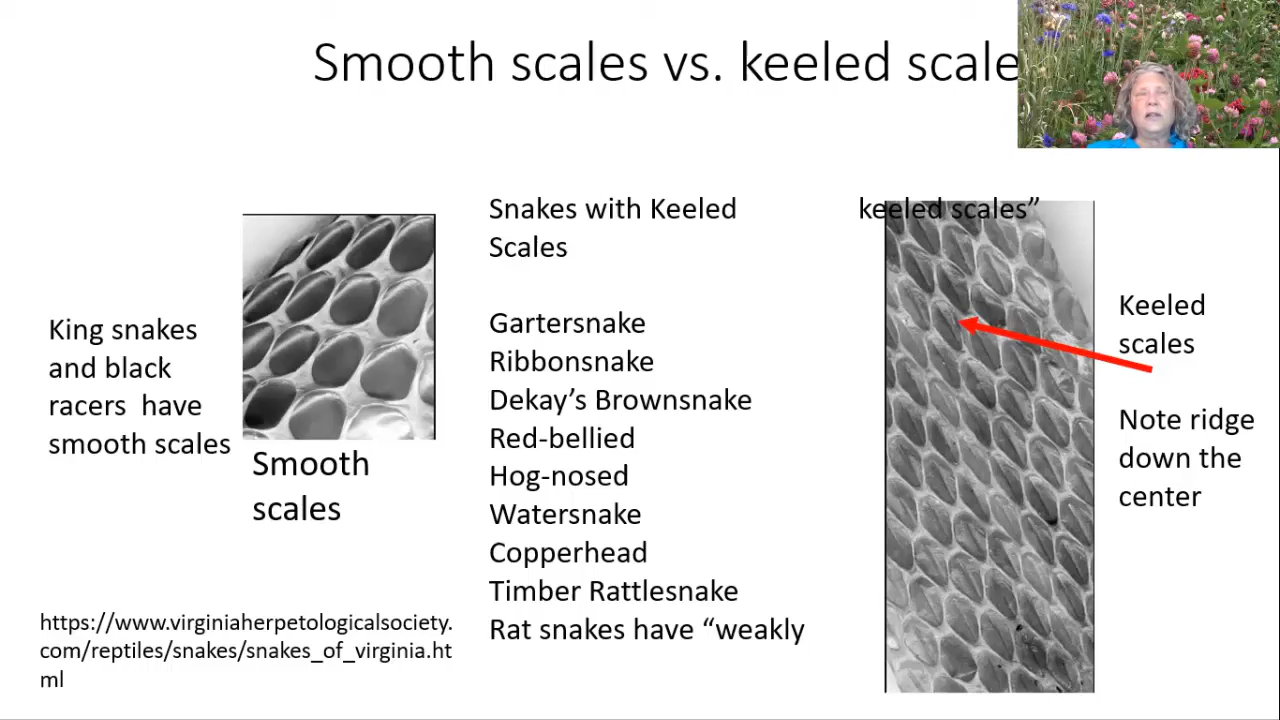 Smooth scales vs. keeled scale
King snakes
and black
racers have
smooth scales
Smooth
scales
Snakes with Keeled
Scales
Gartersnake
Ribbonsnake
Dekay’s Brownsnake
Red-bellied
Hog-nosed
Watersnake
Copperhead
Timber Rattlesnake
Rat snakes have “weakly
keeled scales”
Keeled
scales
Note ridge
down the
center
https://www.virginiaherpetologicalsociety.
com/reptiles/snakes/snakes_of_virginia.ht
ml